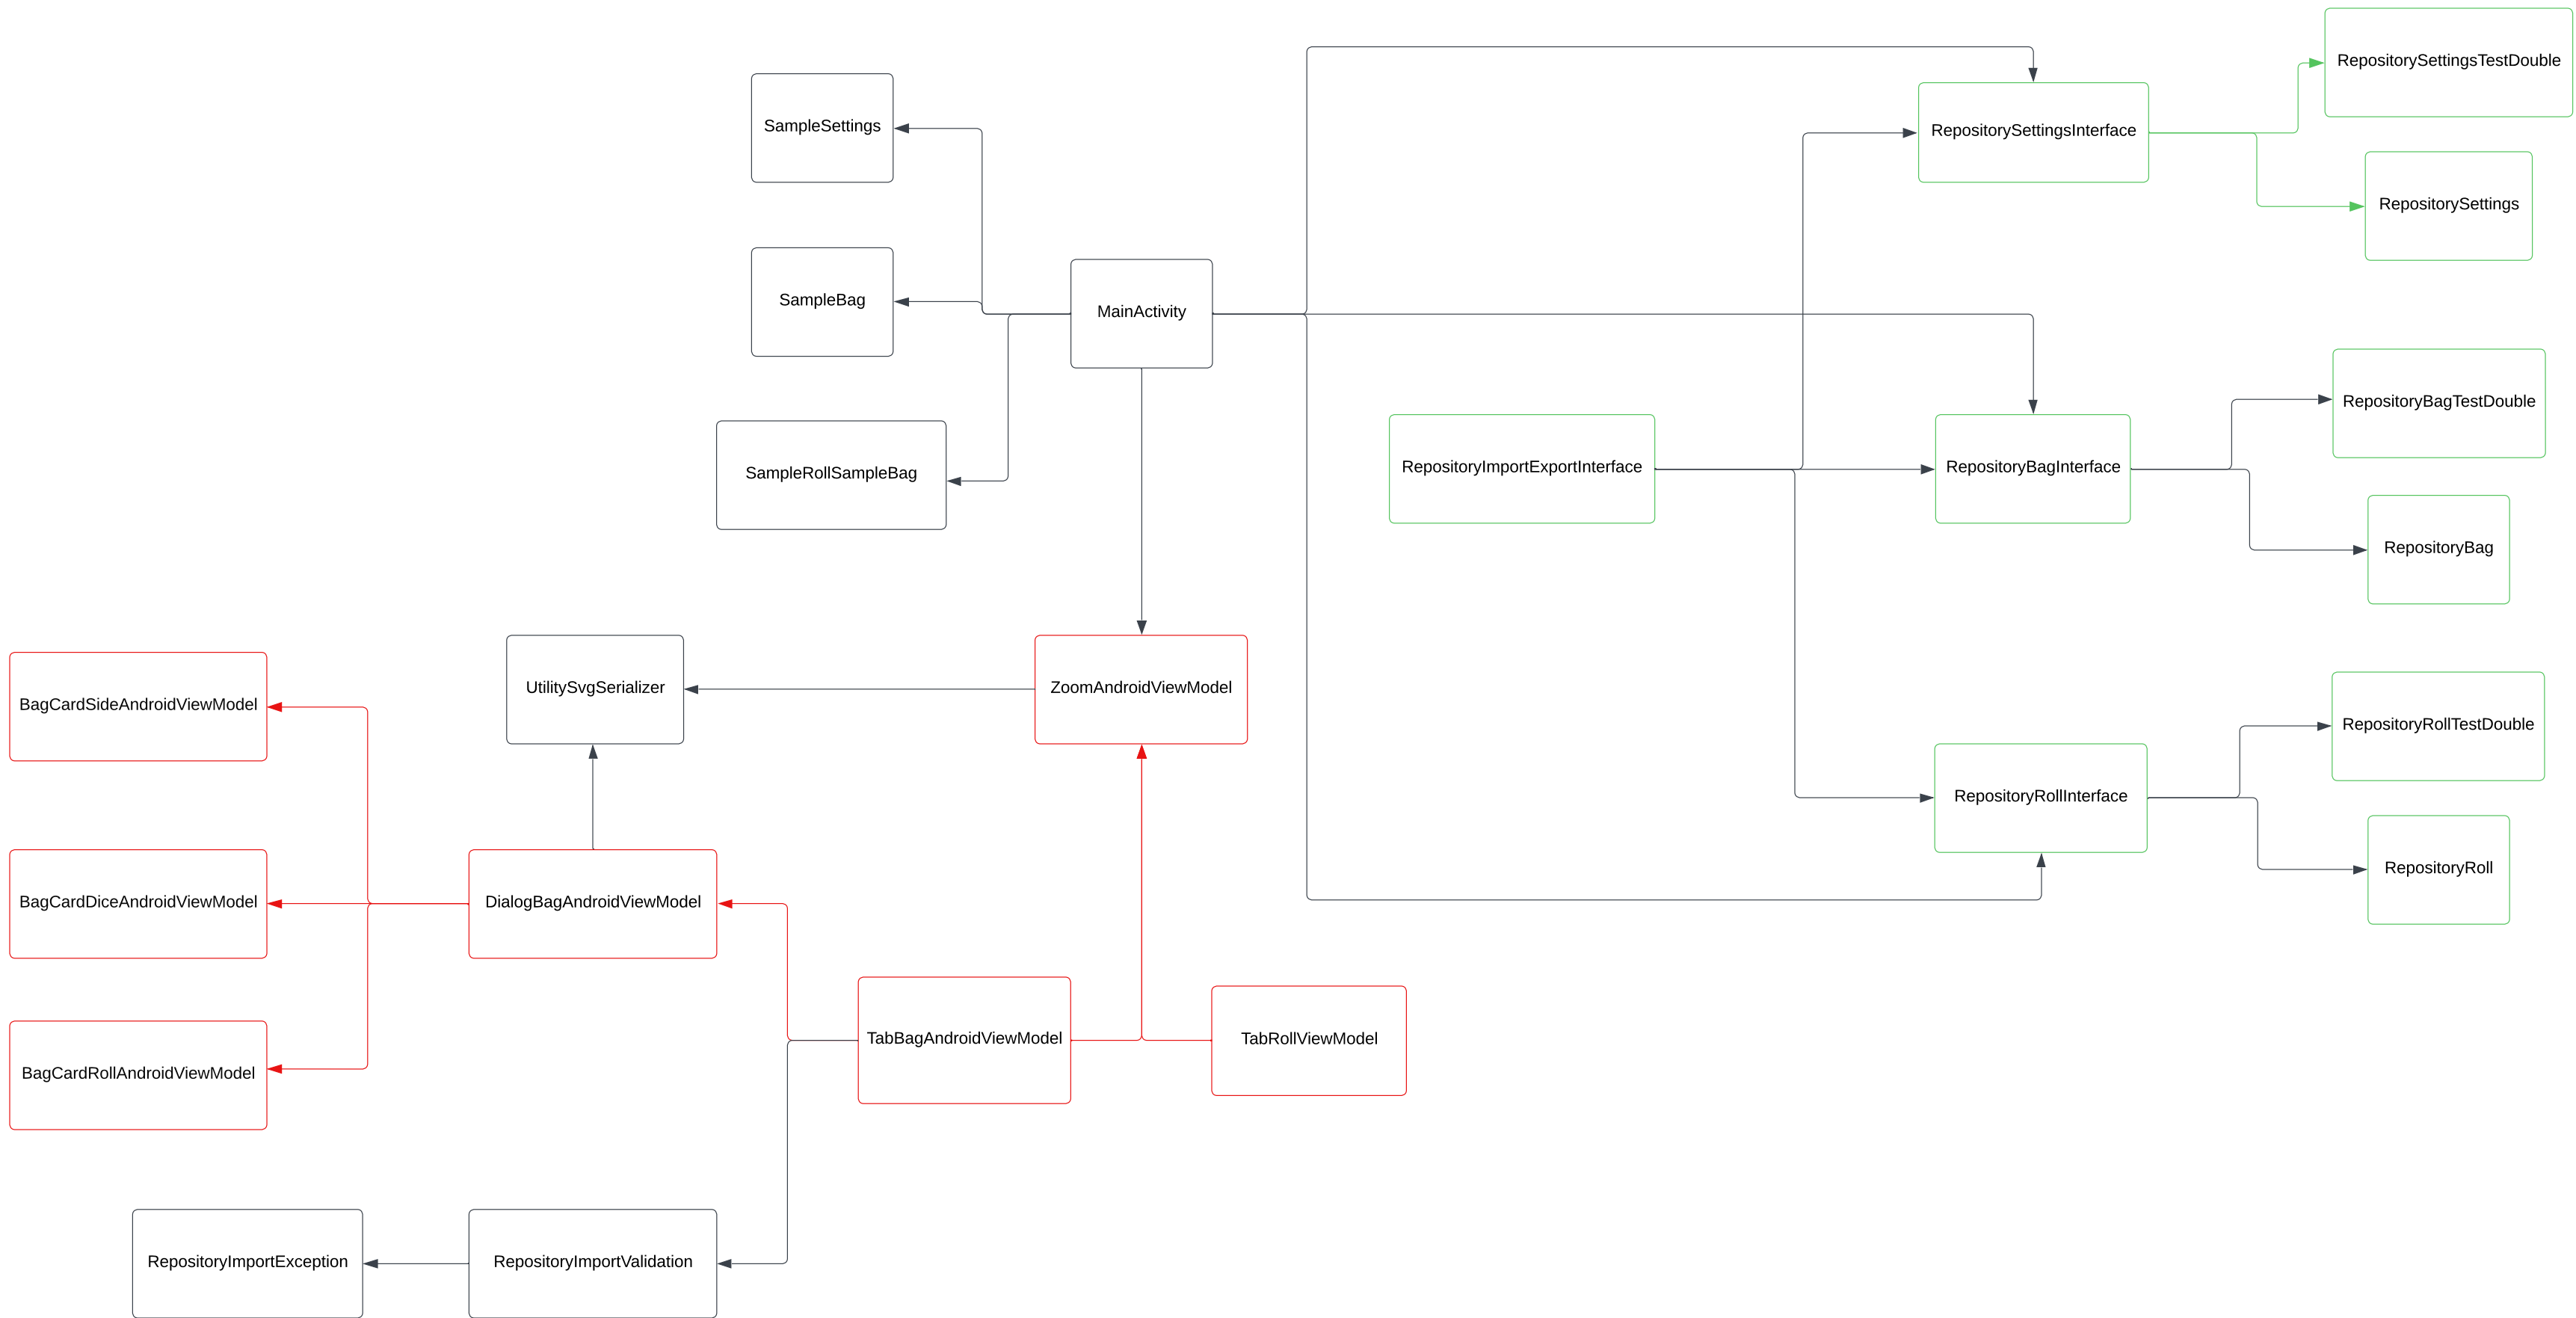 RepositorySettingsTestDouble
SampleSettings
RepositorySettingsInterface
RepositorySettings
SampleBag
MainActivity
RepositoryBagTestDouble
SampleRollSampleBag
RepositoryImportExportInterface
RepositoryBagInterface
RepositoryBag
BagCardSideAndroidViewModel
UtilitySvgSerializer
ZoomAndroidViewModel
RepositoryRollTestDouble
RepositoryRollInterface
RepositoryRoll
BagCardDiceAndroidViewModel
DialogBagAndroidViewModel
TabBagAndroidViewModel
TabRollViewModel
BagCardRollAndroidViewModel
RepositoryImportException
RepositoryImportValidation